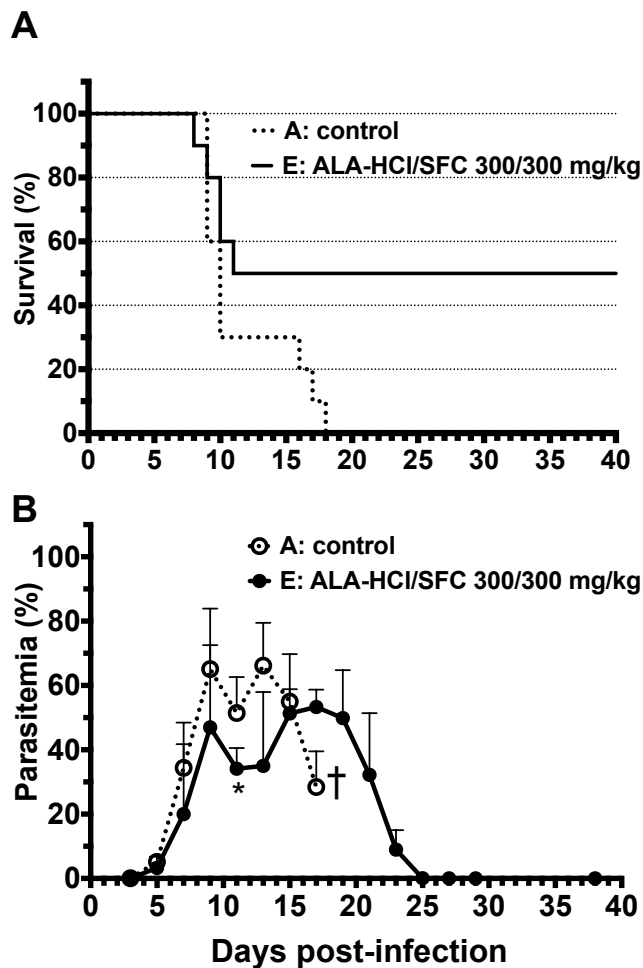 A
Survival (%)
100
80
60
40
20
0
A: control
E: ALA-HCl/SFC 300/300 mg/kg
0 5 10 15 20 25 30 35 40
B
Parasitemia (%)
100
80
60
40
20
0
A: control
E: ALA-HCl/SFC 300/300 mg/kg
*
†
0 5 10 15 20 25 30 35 40
Days post-infection